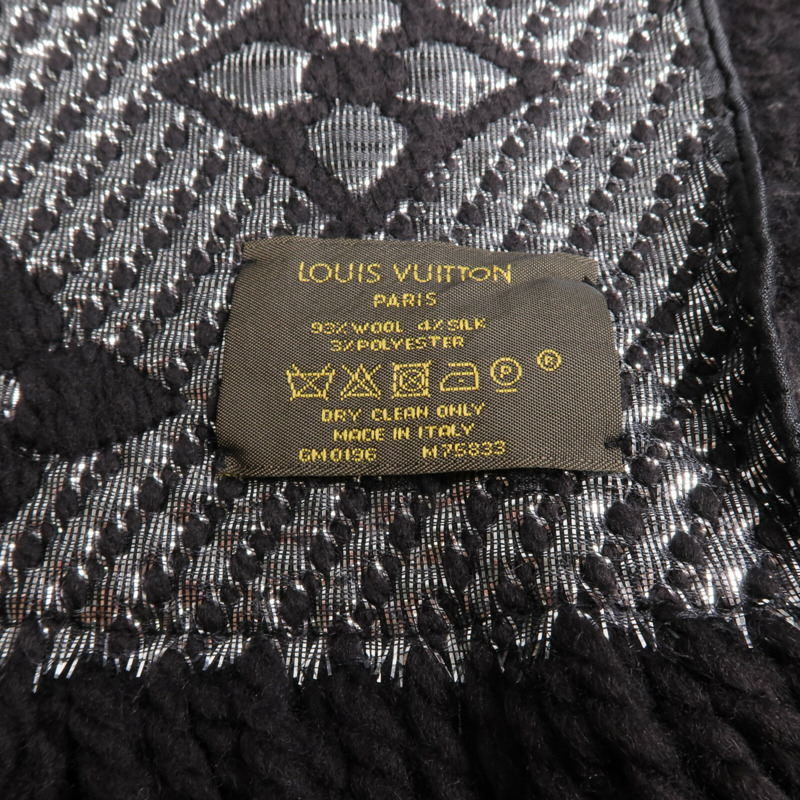 LOUIS VUITTON
PARIS
93% WOOL 4% SILK
3% POLYESTER
P ®
DRY CLEAN ONLY
MADE IN ITALY
GM0196 M75833